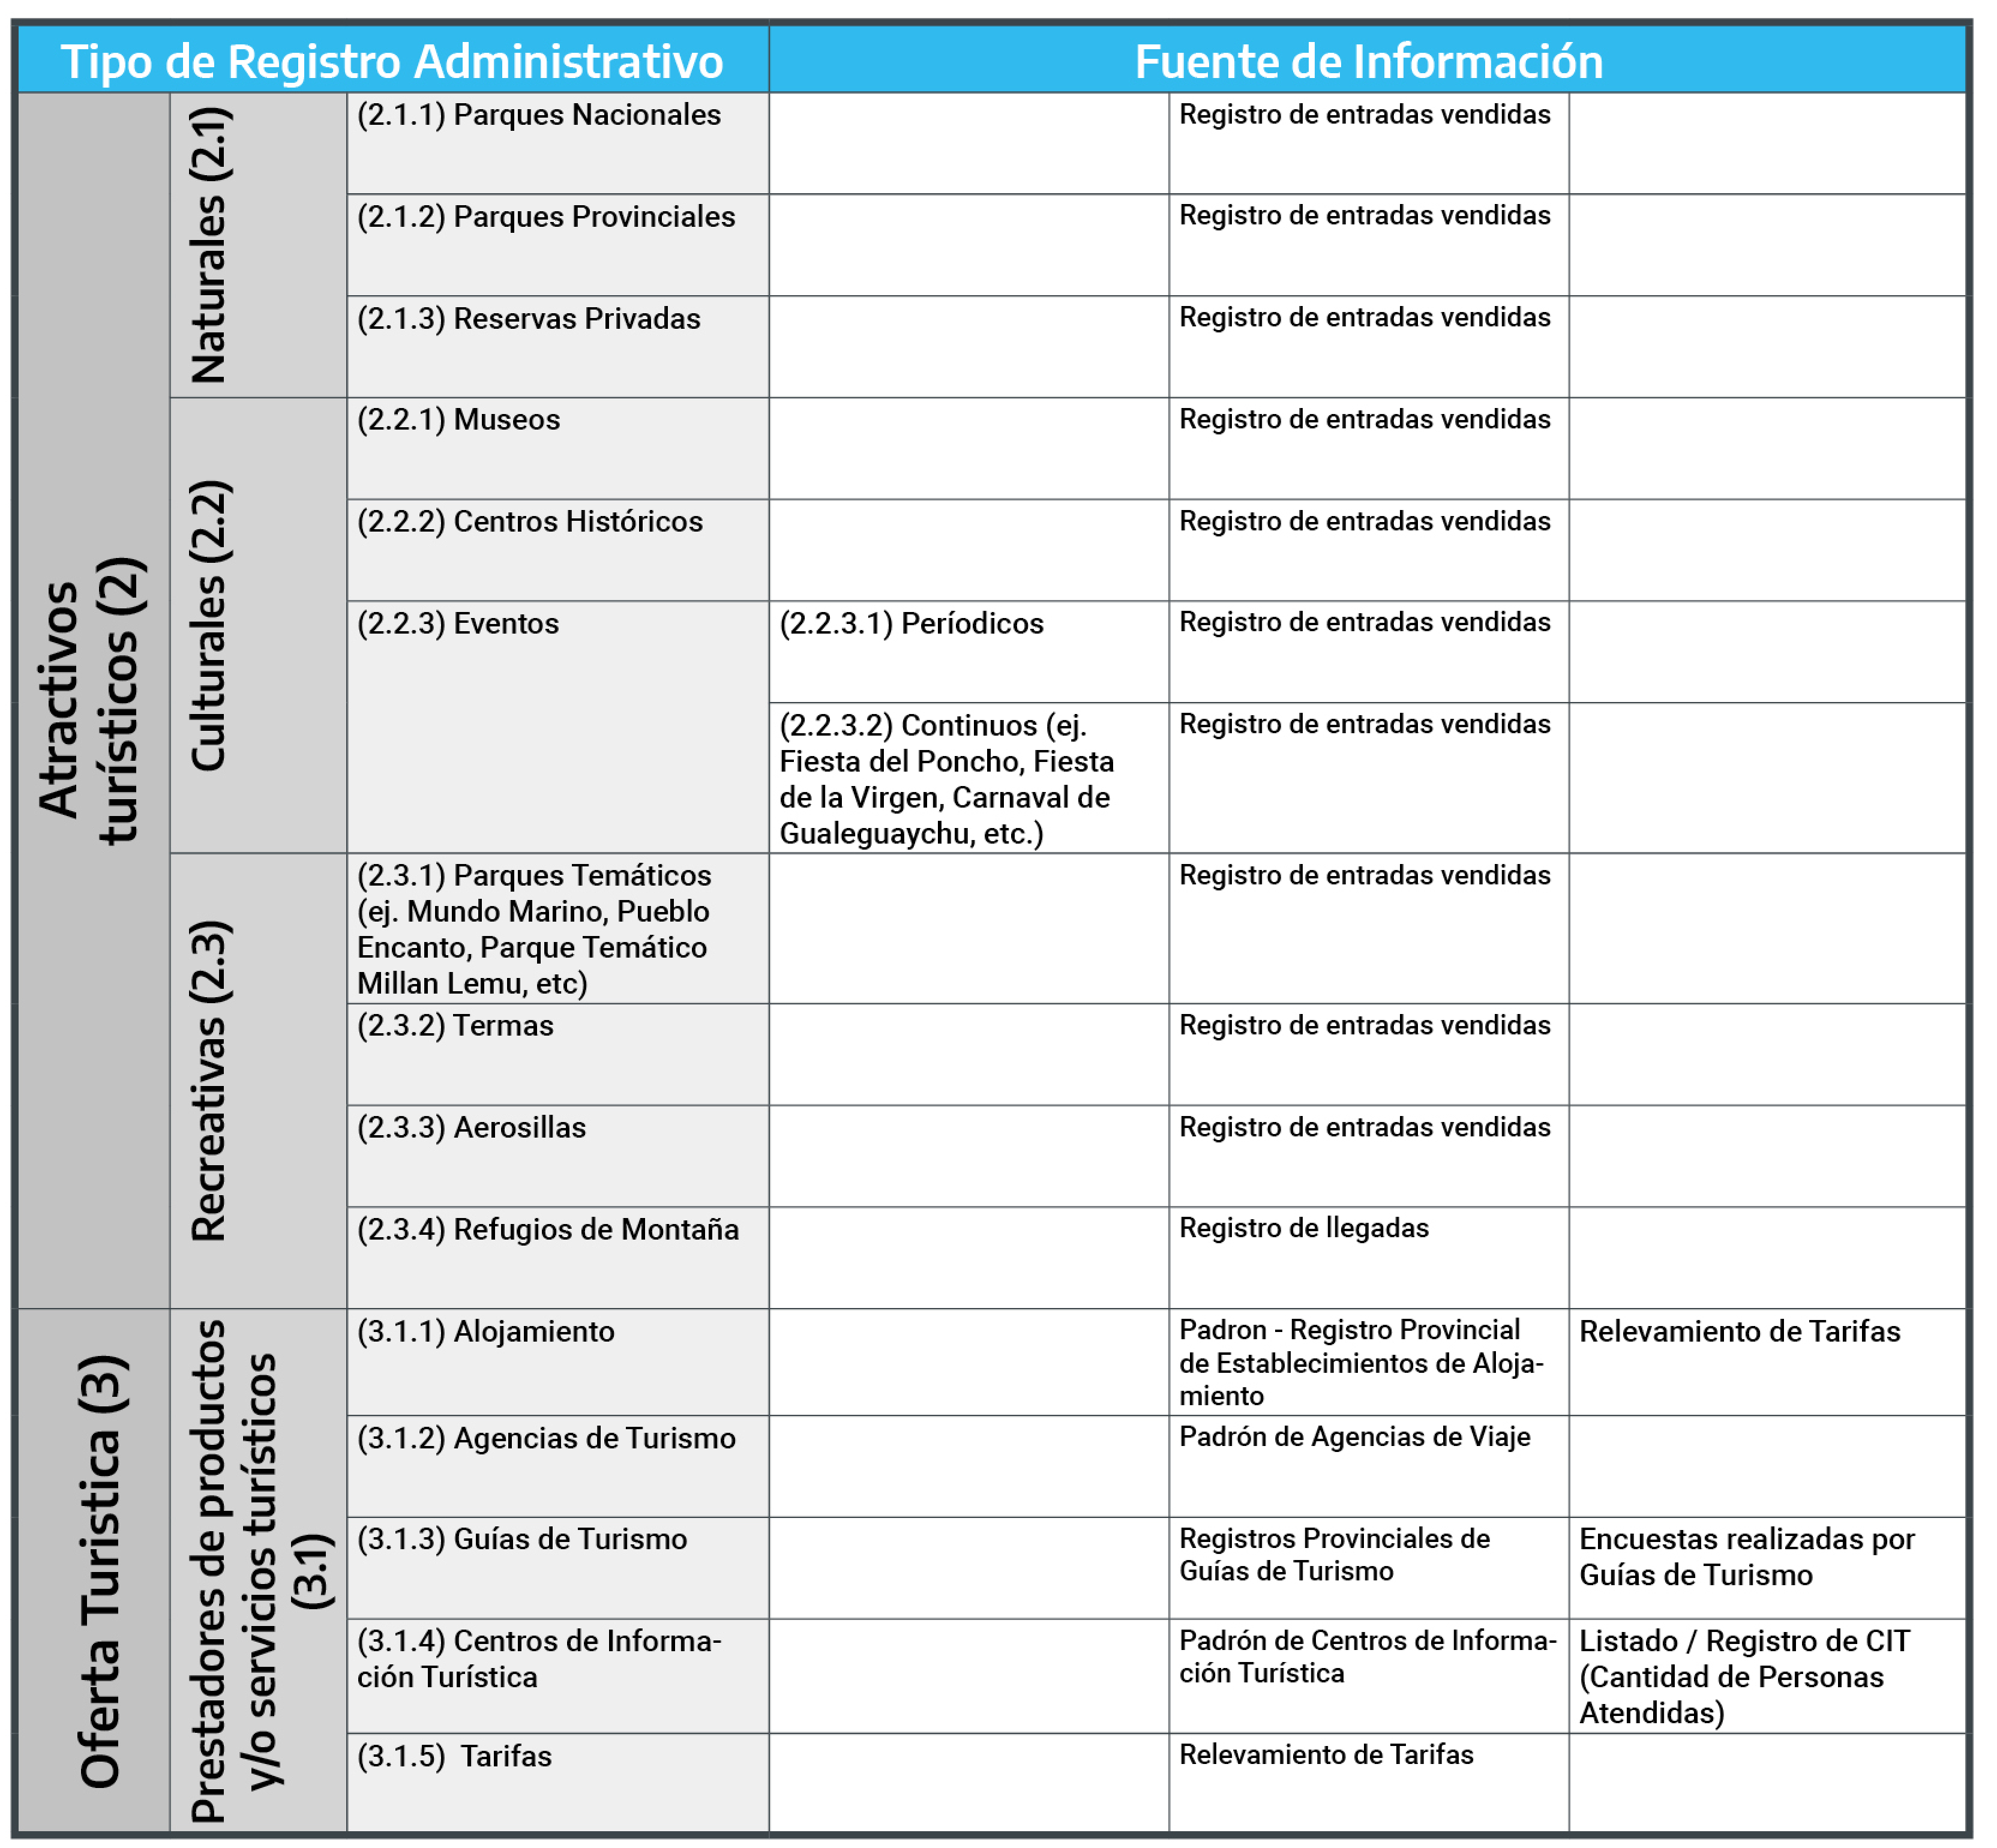 Tipo de Registro Administrativo
Fuente de Información
Atractivos
turísticos (2)
Naturales (2.1)
(2.1.1) Parques Nacionales
Registro de entradas vendidas
(2.1.2) Parques Provinciales
Registro de entradas vendidas
(2.1.3) Reservas Privadas
Registro de entradas vendidas
Culturales (2.2)
(2.2.1) Museos
Registro de entradas vendidas
(2.2.2) Centros Históricos
Registro de entradas vendidas
(2.2.3) Eventos
(2.2.3.1) Períodicos
Registro de entradas vendidas
(2.2.3.2) Continuos (ej.
Fiesta del Poncho, Fiesta
de la Virgen, Carnaval de
Gualeguaychu, etc.)
Registro de entradas vendidas
Recreativas (2.3)
(2.3.1) Parques Temáticos
(ej. Mundo Marino, Pueblo
Encanto, Parque Temático
Millan Lemu, etc)
Registro de entradas vendidas
(2.3.2) Termas
Registro de entradas vendidas
(2.3.3) Aerosillas
Registro de entradas vendidas
(2.3.4) Refugios de Montaña
Registro de llegadas
Oferta Turistica (3)
Prestadores de productos
y/o servicios turísticos
(3.1)
(3.1.1) Alojamiento
Padron - Registro Provincial
de Establecimientos de Aloja-
miento
Relevamiento de Tarifas
(3.1.2) Agencias de Turismo
Padrón de Agencias de Viaje
(3.1.3) Guías de Turismo
Registros Provinciales de
Guías de Turismo
Encuestas realizadas por
Guías de Turismo
(3.1.4) Centros de Informa-
ción Turística
Padrón de Centros de Informa-
ción Turística
Listado / Registro de CIT
(Cantidad de Personas
Atendidas)
(3.1.5) Tarifas
Relevamiento de Tarifas